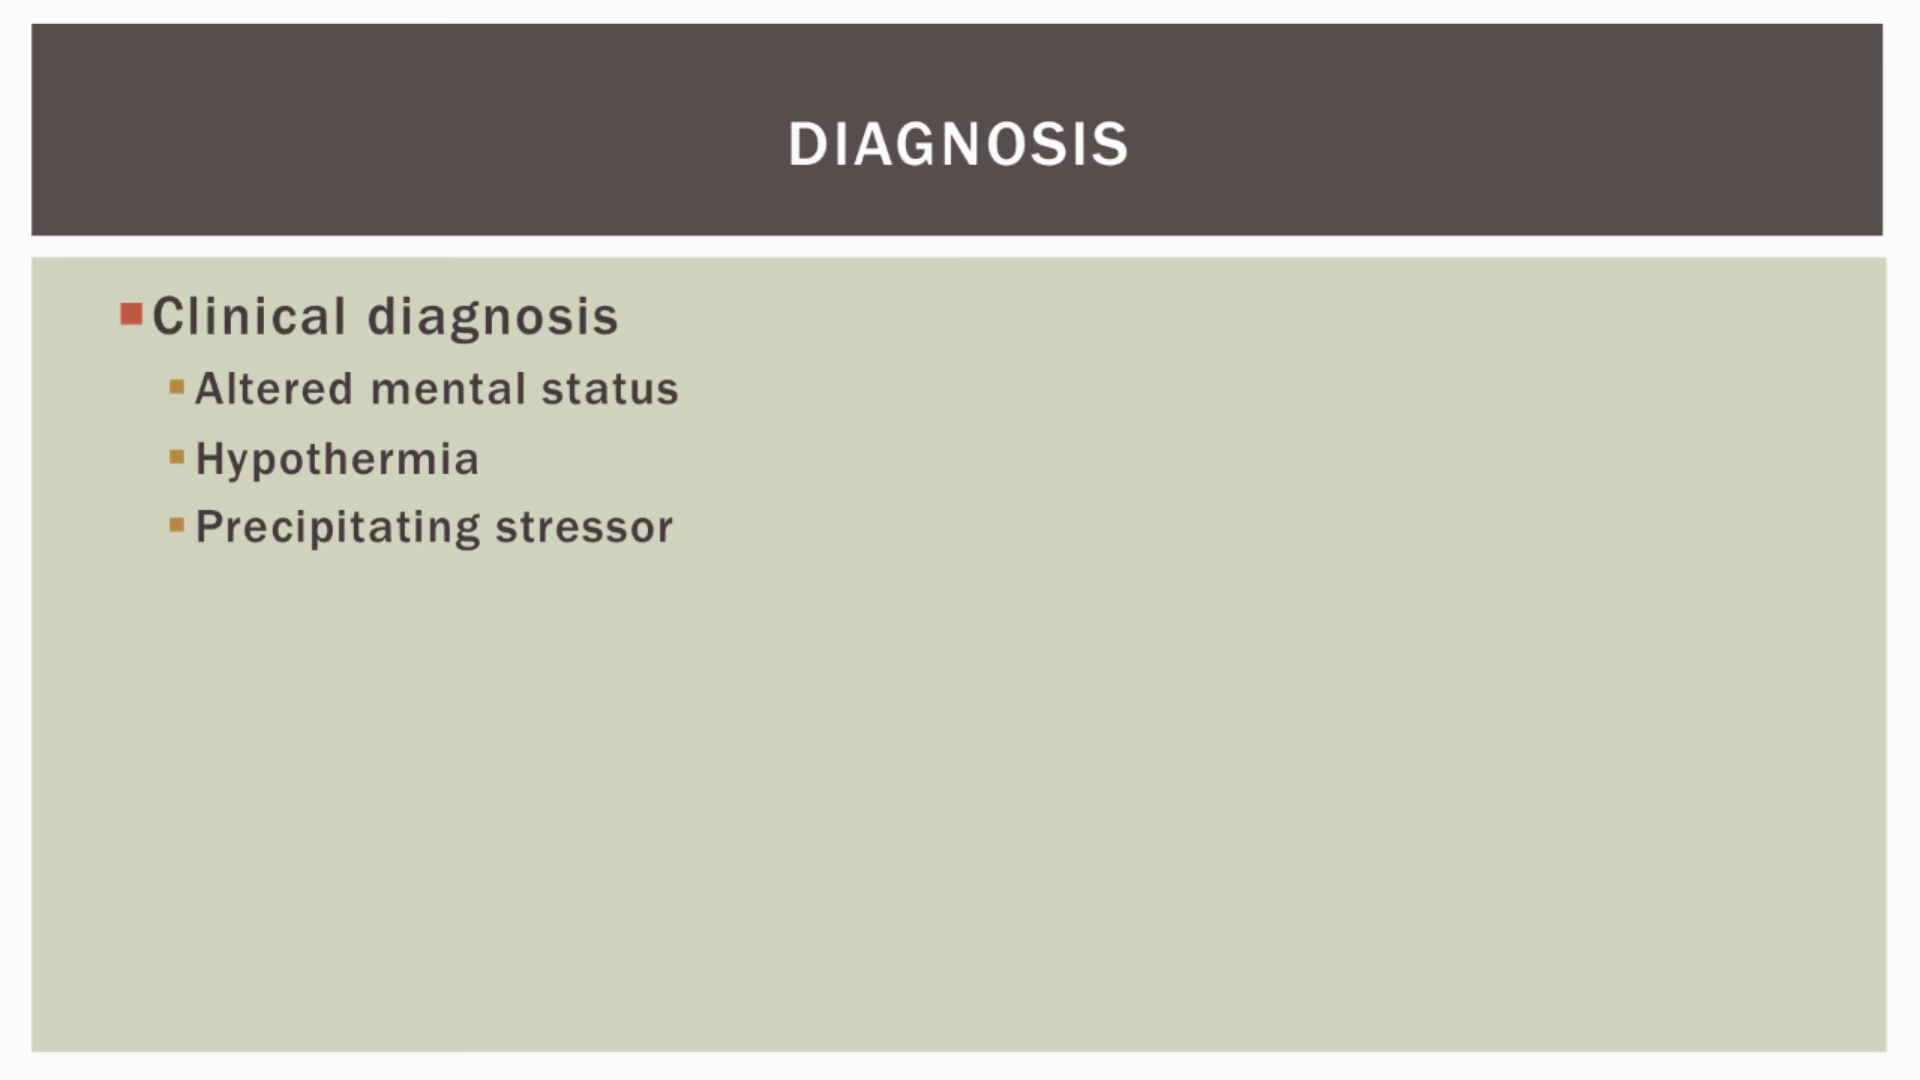 DIAGNOSIS
Clinical diagnosis
Altered mental status
Hypothermia
Precipitating stressor